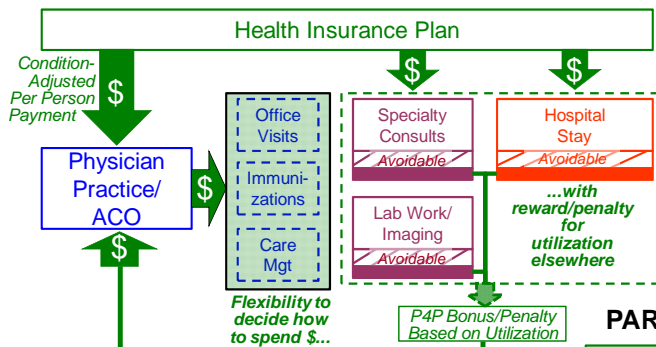 Health Insurance Plan
Condition-
Adjusted
Per Person
Payment
$
$
$
Physician
Practice/
ACO
$
Office
Visits
Immuni-
zations
Care
Mgt
Specialty
Consults
Avoidable
Hospital
Stay
Avoidable
Lab Work/
Imaging
Avoidable
...with
reward/penalty
for
utilization
elsewhere
$
Flexibility to
decide how
to spend $...
P4P Bonus/Penalty
Based on Utilization
PAR